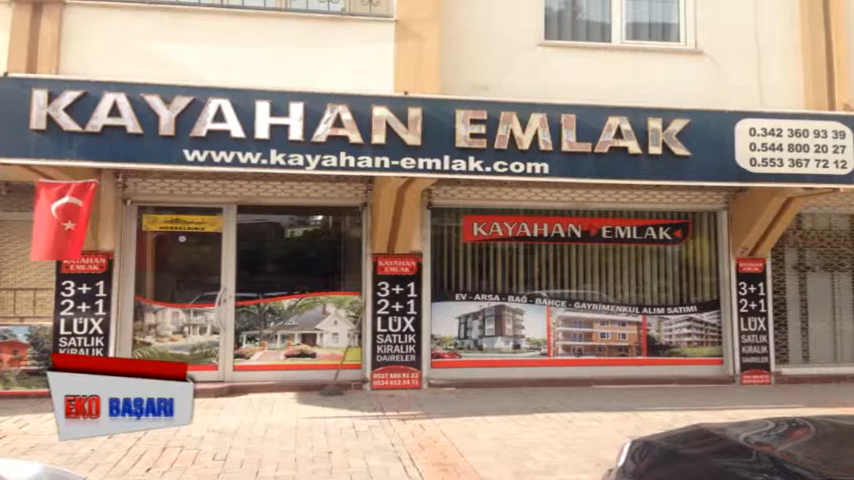 KAYAHAN EMLAK
www.kayahan-emlak.com
0.342 360 93 39
0.544 800 20 27
0.553 367 72 12
KAYAHAN EMLAK
KAYAHAN
EMLAK
3+1
2+1
LÜX
SATLIK
KİRALIK
KAYAHAN
EMLAK
3+1
2+1
LÜX
SATLIK
KİRALIK
DAİRELER
EV - ARSA - BAĞ - BAHÇE - GAYRİMENKUL ALIM SATIMI
3+1
2+1
LÜX
SATLIK
KİRALIK
DAİRELER
EKO BAŞARI